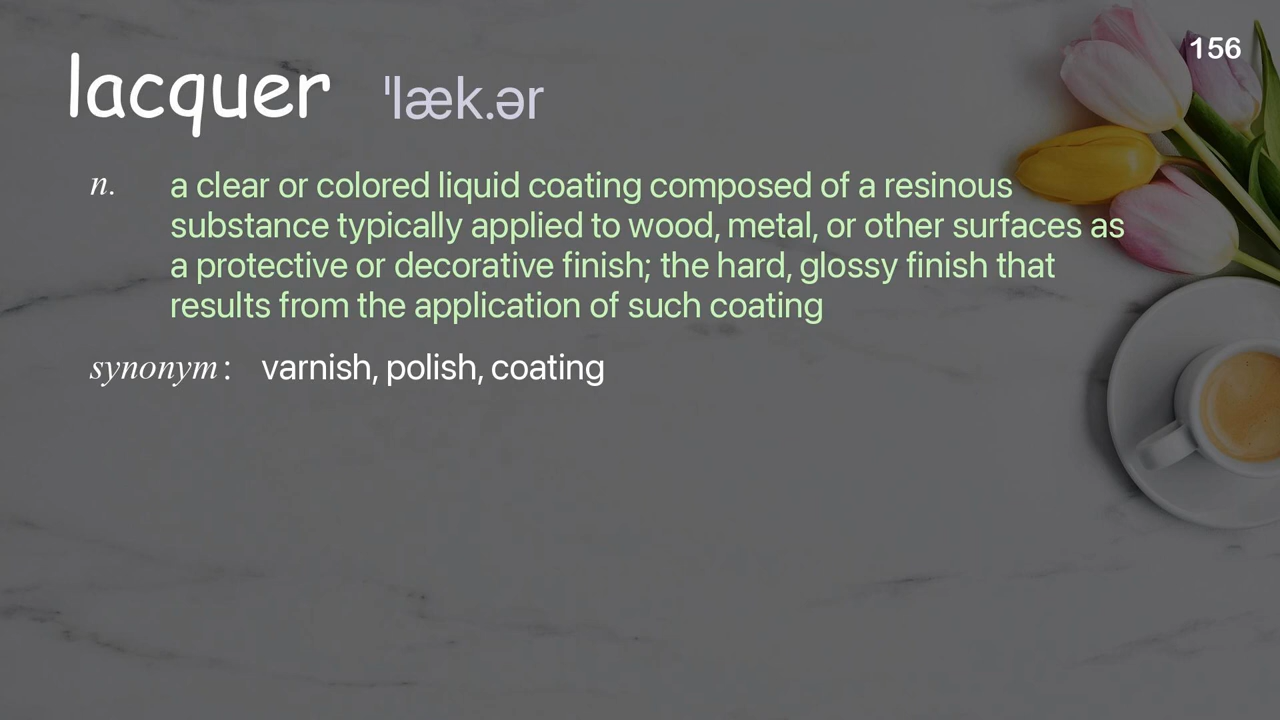 156
lacquer ˈlæk.ər
n. a clear or colored liquid coating composed of a resinous
substance typically applied to wood, metal, or other surfaces as
a protective or decorative finish; the hard, glossy finish that
results from the application of such coating
synonym: varnish, polish, coating